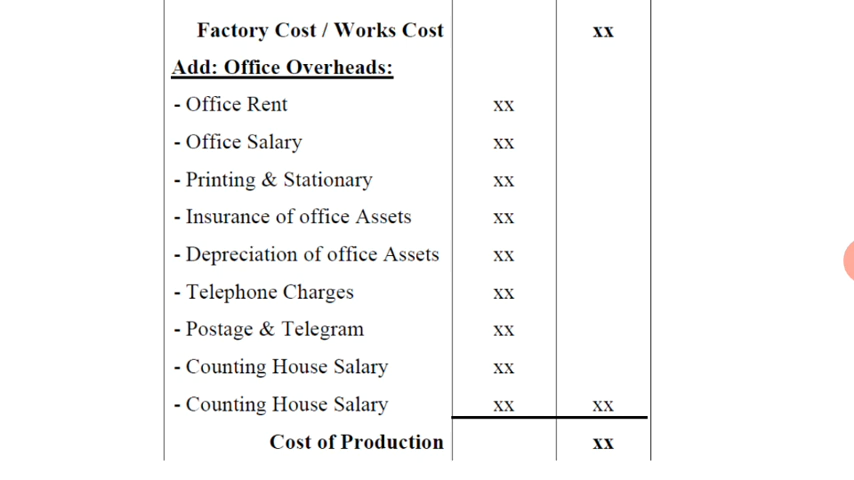 Factory Cost / Works Cost xx
Add: Office Overheads:
- Office Rent xx
- Office Salary xx
- Printing & Stationary xx
- Insurance of office Assets xx
- Depreciation of office Assets xx
- Telephone Charges xx
- Postage & Telegram xx
- Counting House Salary xx
- Counting House Salary xx xx
Cost of Production xx